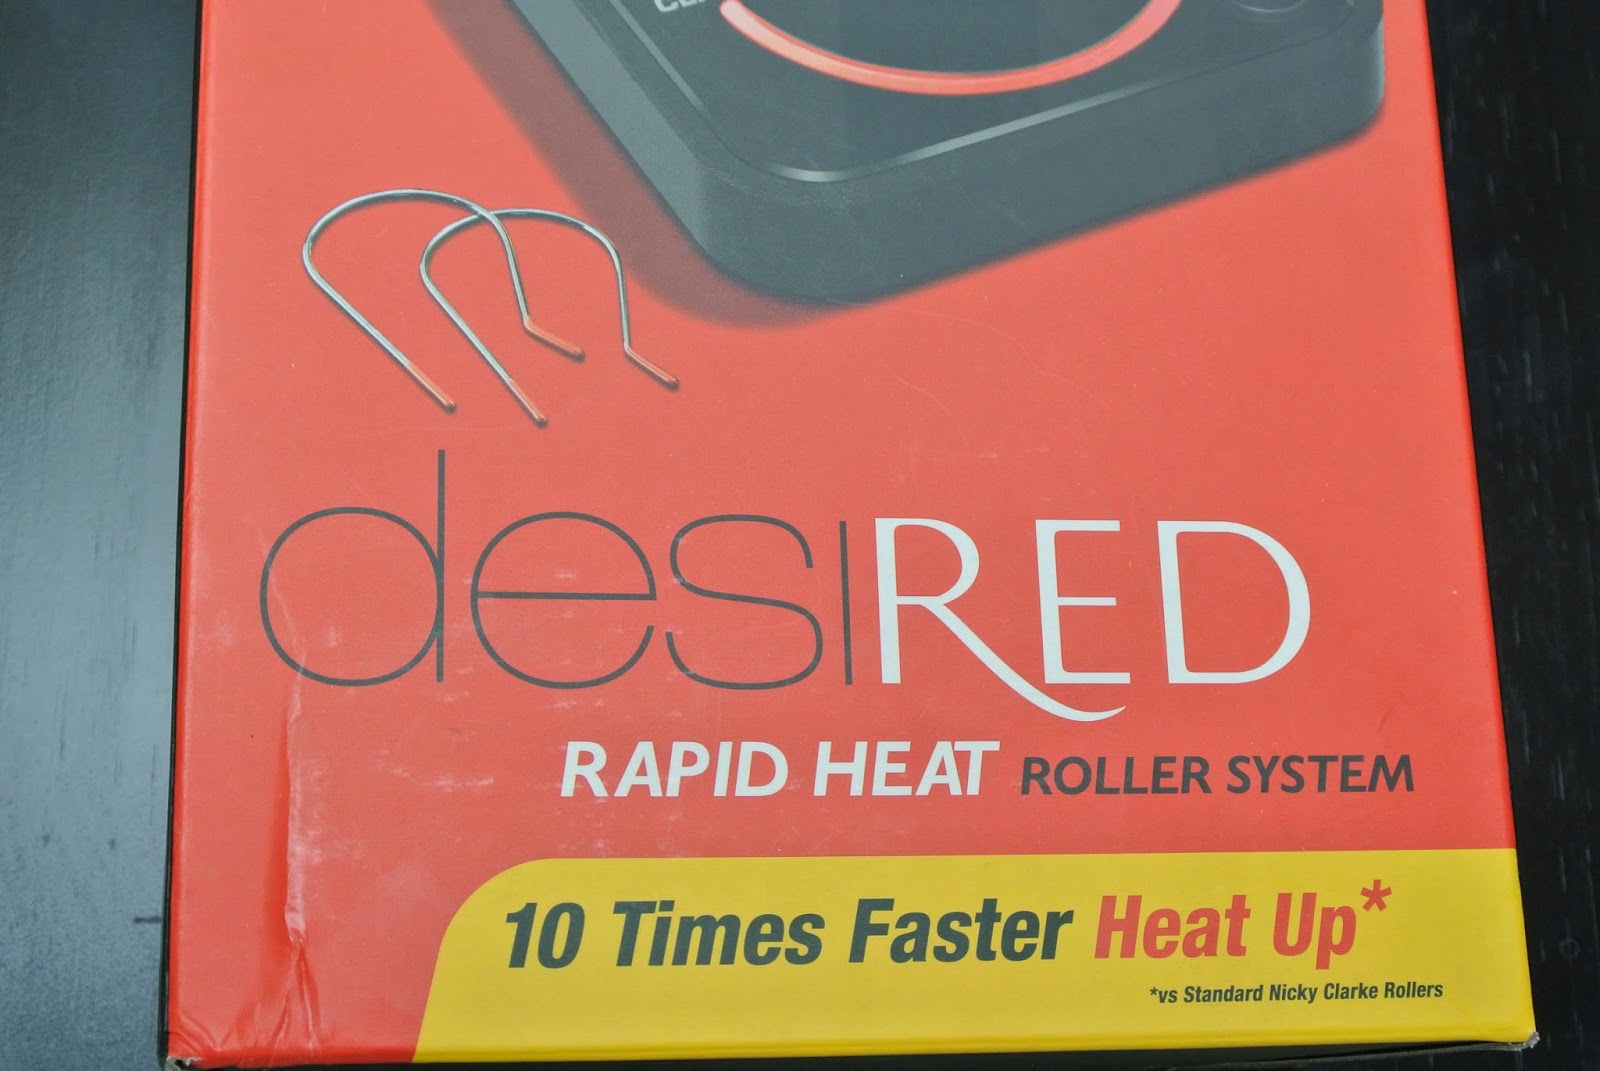 desIRED
RAPID HEAT ROLLER SYSTEM
10 Times Faster Heat Up*
*vs Standard Nicky Clarke Rollers